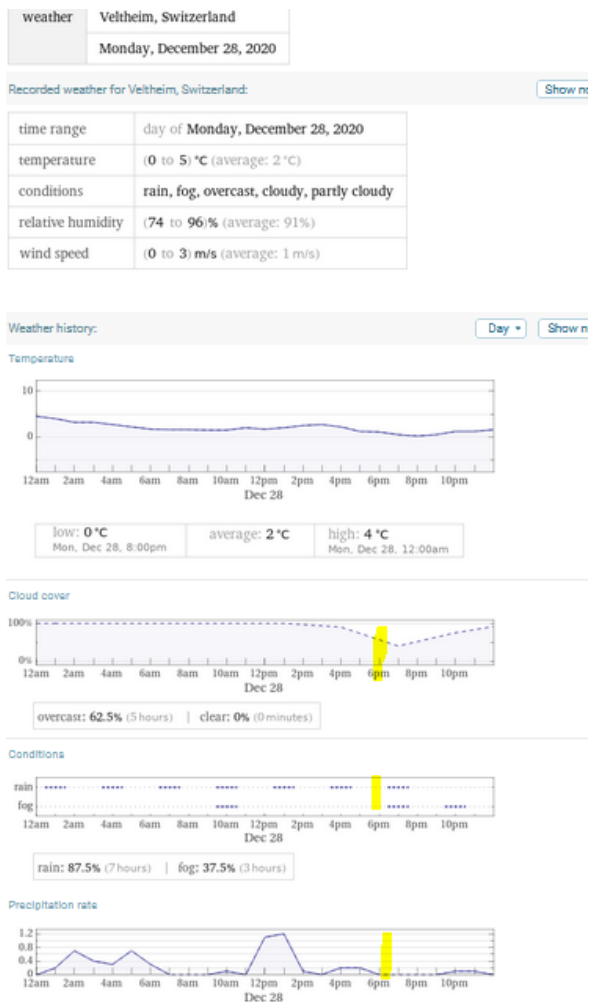 weather Veltheim, Switzerland
Monday, December 28, 2020
Recorded weather for Veltheim, Switzerland: Show
time range day of Monday, December 28, 2020
temperature (0 to 5) °C (average: 2 °C)
conditions rain, fog, overcast, cloudy, partly cloudy
relative humidity (74 to 96)% (average: 91%)
wind speed (0 to 3) m/s (average: 1 m/s)
Weather history: Day Show
Temperature
10
0
12am 2am 4am 6am 8am 10am 12pm 2pm 4pm 6pm 8pm 10pm
Dec 28
low: 0 °C average: 2 °C high: 4 °C
Mon, Dec 28, 8:00pm Mon, Dec 28, 12:00am
Cloud cover
100%
0%
12am 2am 4am 6am 8am 10am 12pm 2pm 4pm 6pm 8pm 10pm
Dec 28
overcast: 62.5% (5 hours) | clear: 0% (0 minutes)
Conditions
rain
fog
12am 2am 4am 6am 8am 10am 12pm 2pm 4pm 6pm 8pm 10pm
Dec 28
rain: 87.5% (7 hours) | fog: 37.5% (3 hours)
Precipitation rate
1.2
0.8
0.4
0
12am 2am 4am 6am 8am 10am 12pm 2pm 4pm 6pm 8pm 10pm
Dec 28